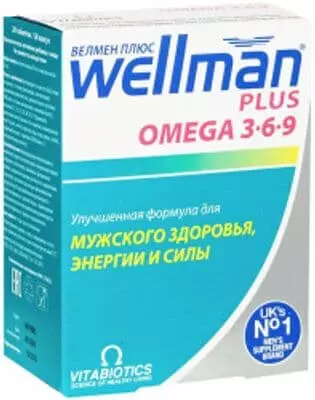 ВЕЛМЕН ПЛЮС
wellman®
PLUS
OMEGA 3·6·9
Улучшенная формула для
МУЖСКОГО ЗДОРОВЬЯ,
ЭНЕРГИИ И СИЛЫ
UK's
No1
MEN'S
SUPPLEMENT
BRAND
VITABIOTICS
SCIENCE OF HEALTHY LIVING